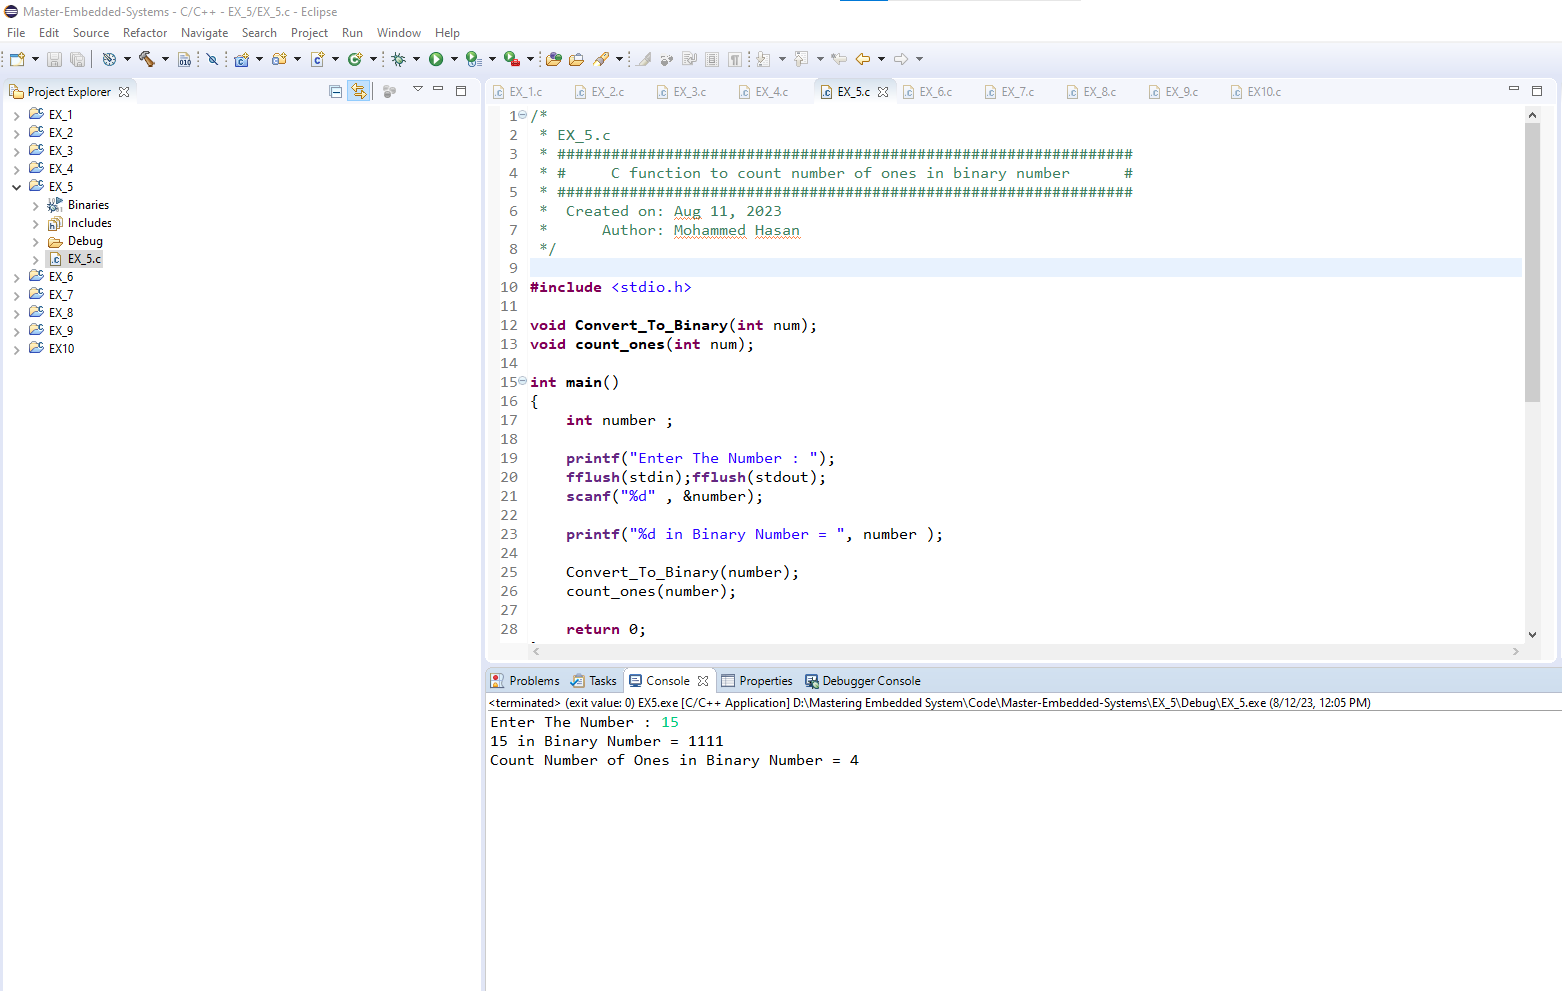 Master-Embedded-Systems - C/C++ - EX_5/EX_5.c - Eclipse
File Edit Source Refactor Navigate Search Project Run Window Help
Project Explorer
EX_1
EX_2
EX_3
EX_4
EX_5
Binaries
Includes
Debug
EX_5.c
EX_6
EX_7
EX_8
EX_9
EX10
EX_1.c EX_2.c EX_3.c EX_4.c EX_5.c EX_6.c EX_7.c EX_8.c EX_9.c EX10.c
1 /*
2 * EX_5.c
3 * ################################################################
4 * # C function to count number of ones in binary number #
5 * ################################################################
6 * Created on: Aug 11, 2023
7 * Author: Mohammed Hasan
8 */
9
10 #include <stdio.h>
11
12 void Convert_To_Binary(int num);
13 void count_ones(int num);
14
15 int main()
16 {
17 int number ;
18
19 printf("Enter The Number : ");
20 fflush(stdin);fflush(stdout);
21 scanf("%d" , &number);
22
23 printf("%d in Binary Number = ", number );
24
25 Convert_To_Binary(number);
26 count_ones(number);
27
28 return 0;
Problems Tasks Console Properties Debugger Console
<terminated> (exit value: 0) EX5.exe [C/C++ Application] D:\Mastering Embedded System\Code\Master-Embedded-Systems\EX_5\Debug\EX_5.exe (8/12/23, 12:05 PM)
Enter The Number : 15
15 in Binary Number = 1111
Count Number of Ones in Binary Number = 4